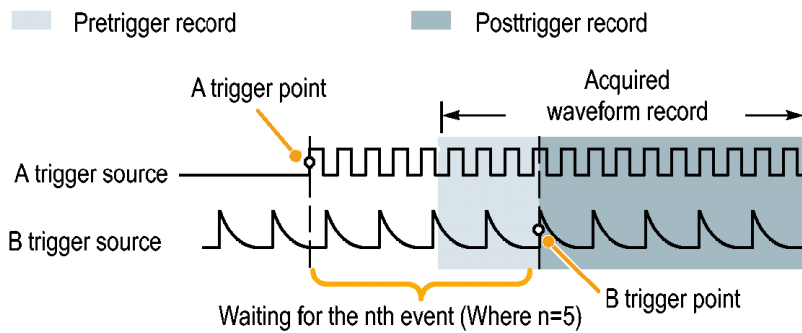 Pretrigger record
Posttrigger record
A trigger point
Acquired
waveform record
A trigger source
B trigger source
B trigger point
Waiting for the nth event (Where n=5)